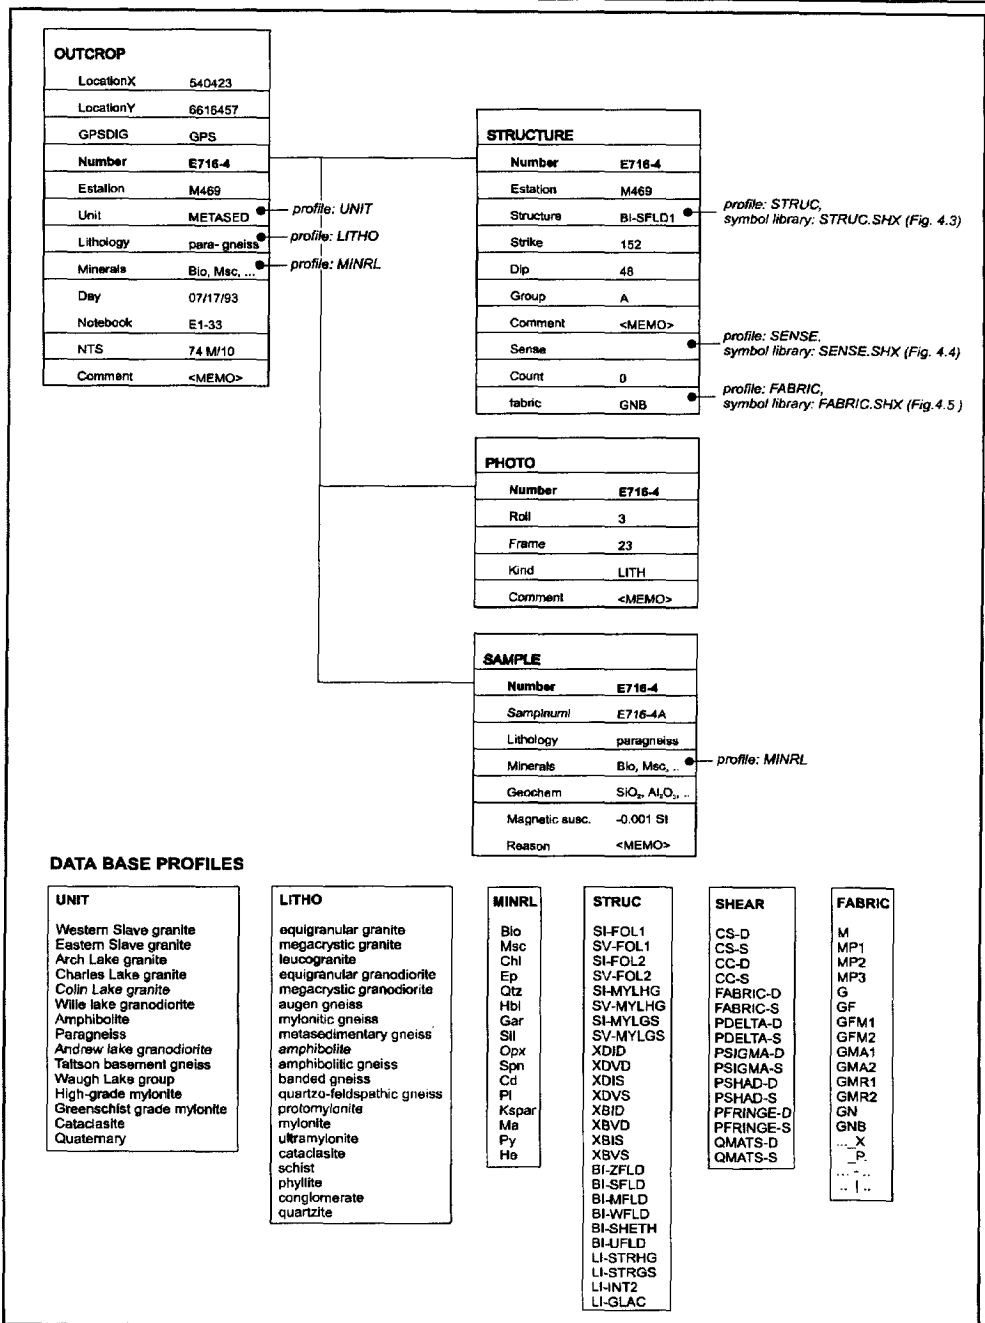 OUTCROP
LocationX 540423
LocationY 6616457
GPSDIG GPS
Number E716-4
Estation M469
Unit METASED
Lithology para- gneiss
Minerals Bio, Msc, ...
Day 07/17/93
Notebook E1-33
NTS 74 M/10
Comment <MEMO>
profile: UNIT
profile: LITHO
profile: MINRL
STRUCTURE
Number E716-4
Estation M469
Structure BI-SFLD1
Strike 152
Dip 48
Group A
Comment <MEMO>
Sense
Count 0
fabric GNB
profile: STRUC,
symbol library: STRUC.SHX (Fig. 4.3)
profile: SENSE.
symbol library: SENSE.SHX (Fig. 4.4)
profile: FABRIC,
symbol library: FABRIC.SHX (Fig.4.5 )
PHOTO
Number E716-4
Roll 3
Frame 23
Kind LITH
Comment <MEMO>
SAMPLE
Number E716-4
Samplnuml E716-4A
Lithology paragneiss
Minerals Bio, Msc, ..
Geochem SiO₂, Al₂O₃, ..
Magnetic susc. -0.001 SI
Reason <MEMO>
profile: MINRL
DATA BASE PROFILES
UNIT
Western Slave granite
Eastern Slave granite
Arch Lake granite
Charles Lake granite
Colin Lake granite
Wille lake granodiorite
Amphibolite
Paragneiss
Andrew lake granodiorite
Taltson basement gneiss
Waugh Lake group
High-grade mylonite
Greenschist grade mylonite
Cataclasite
Quaternary
LITHO
equigranular granite
megacrystic granite
leucogranite
equigranular granodiorite
megacrystic granodiorite
augen gneiss
mylonitic gneiss
metasedimentary gneiss
amphibolite
amphibolitic gneiss
banded gneiss
quartzo-feldspathic gneiss
protomylonite
mylonite
ultramylonite
cataclasite
schist
phyllite
conglomerate
quartzite
MINRL
Bio
Msc
Chl
Ep
Qtz
Hbl
Gar
Sil
Opx
Spn
Cd
Pl
Kspar
Ma
Py
He
STRUC
SI-FOL1
SV-FOL1
SI-FOL2
SV-FOL2
SI-MYLHG
SV-MYLHG
SI-MYLGS
SV-MYLGS
XDID
XDVD
XDIS
XDVS
XBID
XBVD
XBIS
XBVS
BI-ZFLD
BI-SFLD
BI-MFLD
BI-WFLD
BI-SHETH
BI-UFLD
LI-STRHG
LI-STRGS
LI-INT2
LI-GLAC
SHEAR
CS-D
CS-S
CC-D
CC-S
FABRIC-D
FABRIC-S
PDELTA-D
PDELTA-S
PSIGMA-D
PSIGMA-S
PSHAD-D
PSHAD-S
PFRINGE-D
PFRINGE-S
QMATS-D
QMATS-S
FABRIC
M
MP1
MP2
MP3
G
GF
GFM1
GFM2
GMA1
GMA2
GMR1
GMR2
GN
GNB
..._X
_P.
... - ..
.. | ..